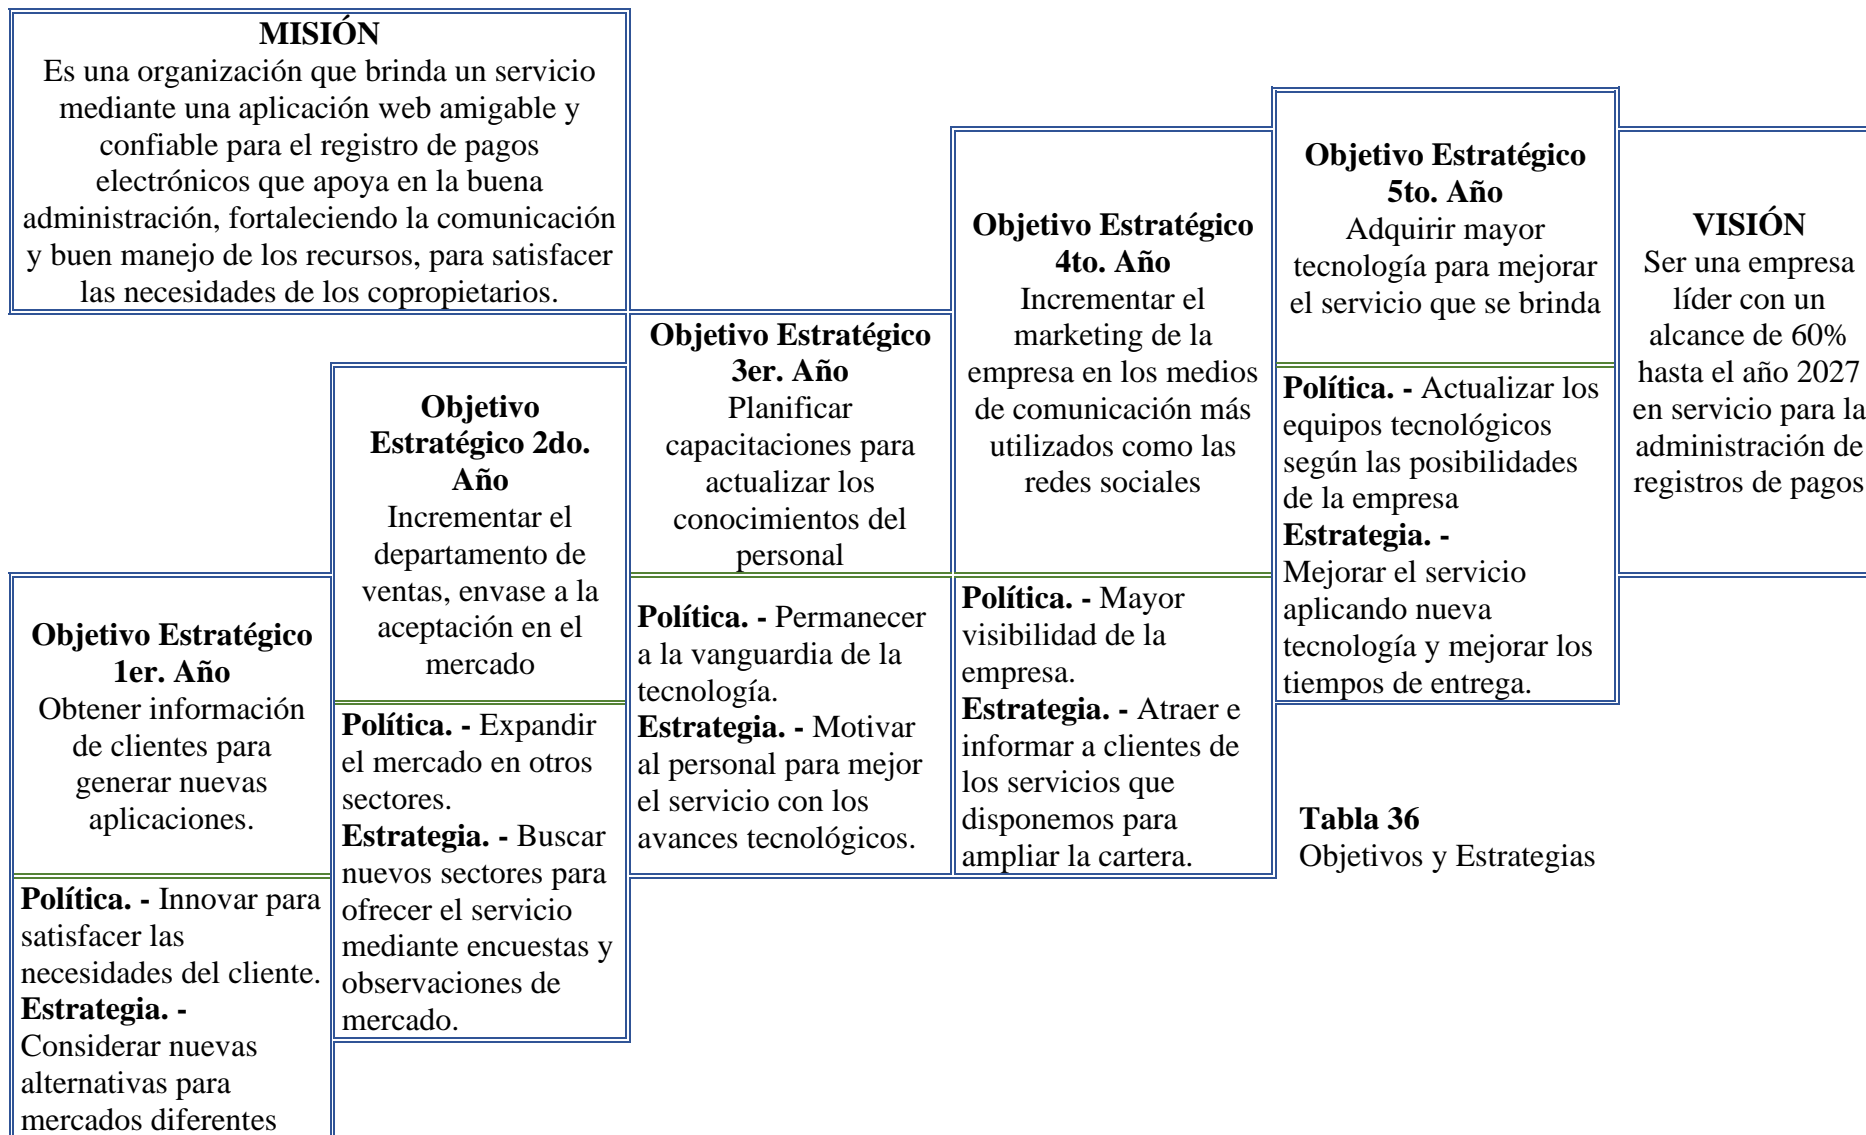 MISIÓN
Es una organización que brinda un servicio
mediante una aplicación web amigable y
confiable para el registro de pagos
electrónicos que apoya en la buena
administración, fortaleciendo la comunicación
y buen manejo de los recursos, para satisfacer
las necesidades de los copropietarios.
Objetivo Estratégico
1er. Año
Obtener información
de clientes para
generar nuevas
aplicaciones.
Política. - Innovar para
satisfacer las
necesidades del cliente.
Estrategia. -
Considerar nuevas
alternativas para
mercados diferentes
Objetivo
Estratégico 2do.
Año
Incrementar el
departamento de
ventas, envase a la
aceptación en el
mercado
Política. - Expandir
el mercado en otros
sectores.
Estrategia. - Buscar
nuevos sectores para
ofrecer el servicio
mediante encuestas y
observaciones de
mercado.
Objetivo Estratégico
3er. Año
Planificar
capacitaciones para
actualizar los
conocimientos del
personal
Política. - Permanecer
a la vanguardia de la
tecnología.
Estrategia. - Motivar
al personal para mejor
el servicio con los
avances tecnológicos.
Objetivo Estratégico
4to. Año
Incrementar el
marketing de la
empresa en los medios
de comunicación más
utilizados como las
redes sociales
Política. - Mayor
visibilidad de la
empresa.
Estrategia. - Atraer e
informar a clientes de
los servicios que
disponemos para
ampliar la cartera.
Objetivo Estratégico
5to. Año
Adquirir mayor
tecnología para mejorar
el servicio que se brinda
Política. - Actualizar los
equipos tecnológicos
según las posibilidades
de la empresa
Estrategia. -
Mejorar el servicio
aplicando nueva
tecnología y mejorar los
tiempos de entrega.
VISIÓN
Ser una empresa
líder con un
alcance de 60%
hasta el año 2027
en servicio para la
administración de
registros de pagos
Tabla 36
Objetivos y Estrategias